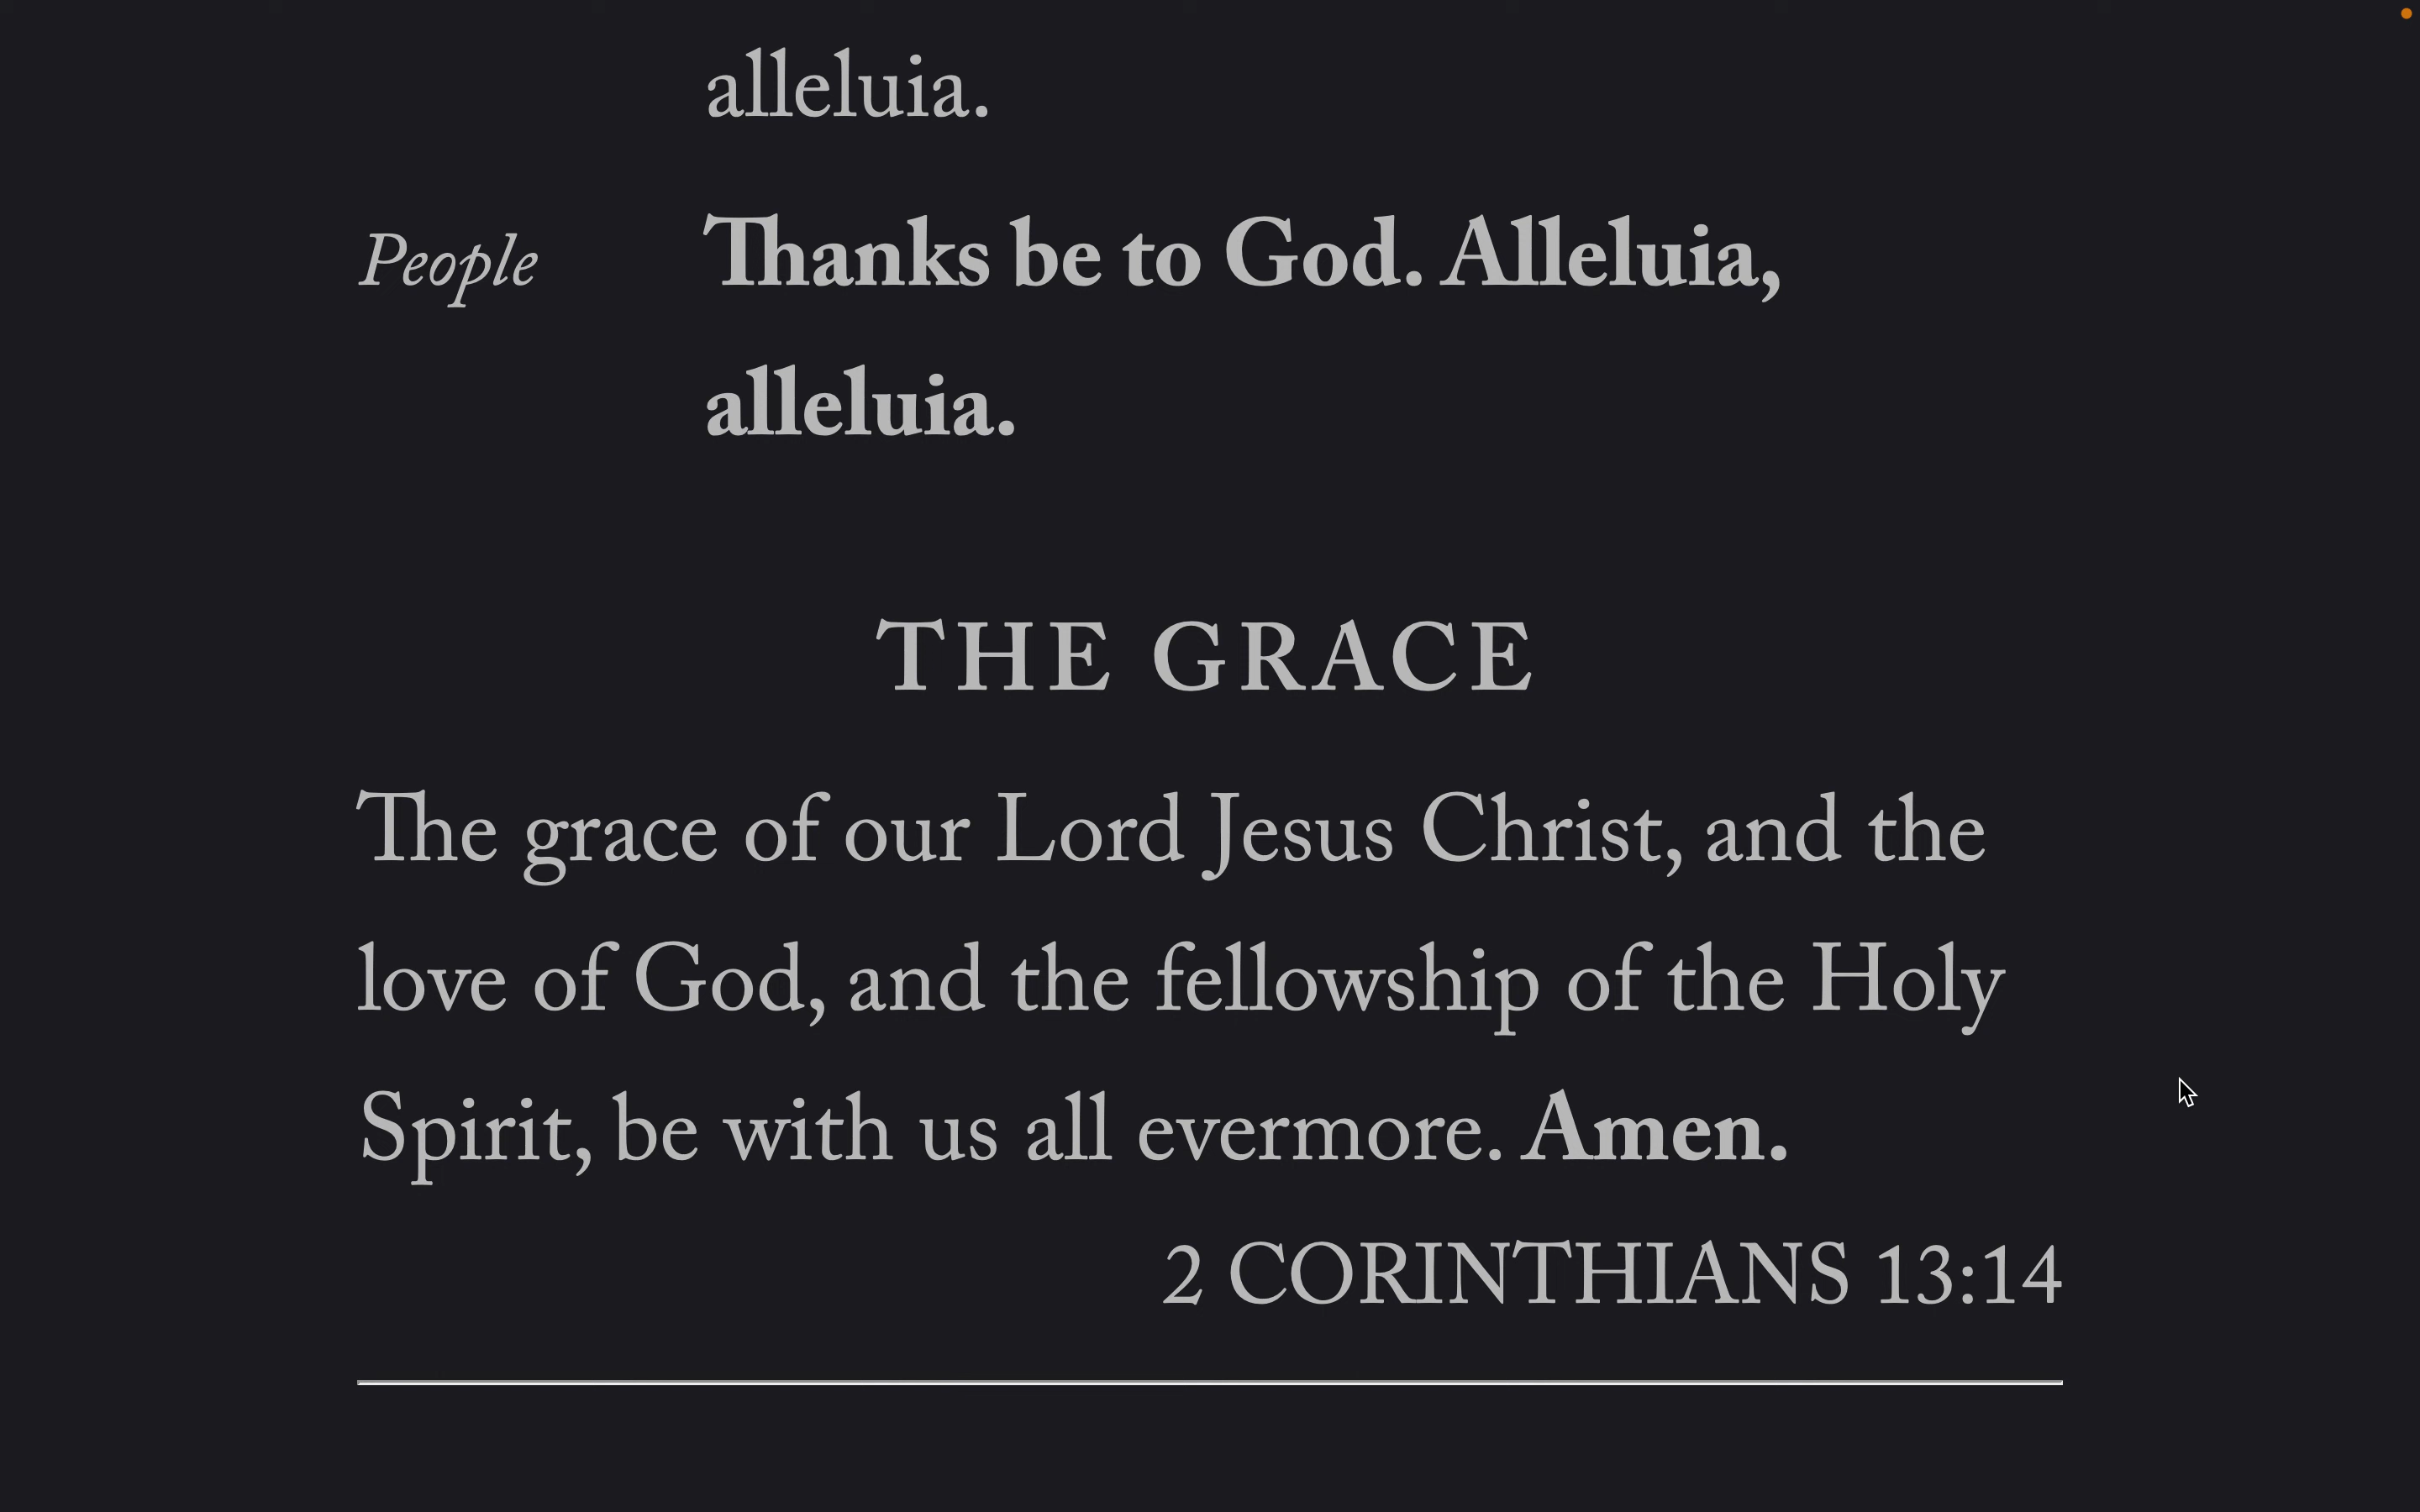 alleluia.
People Thanks be to God. Alleluia,
alleluia.
THE GRACE
The grace of our Lord Jesus Christ, and the
love of God, and the fellowship of the Holy
Spirit, be with us all evermore. Amen.
2 CORINTHIANS 13:14